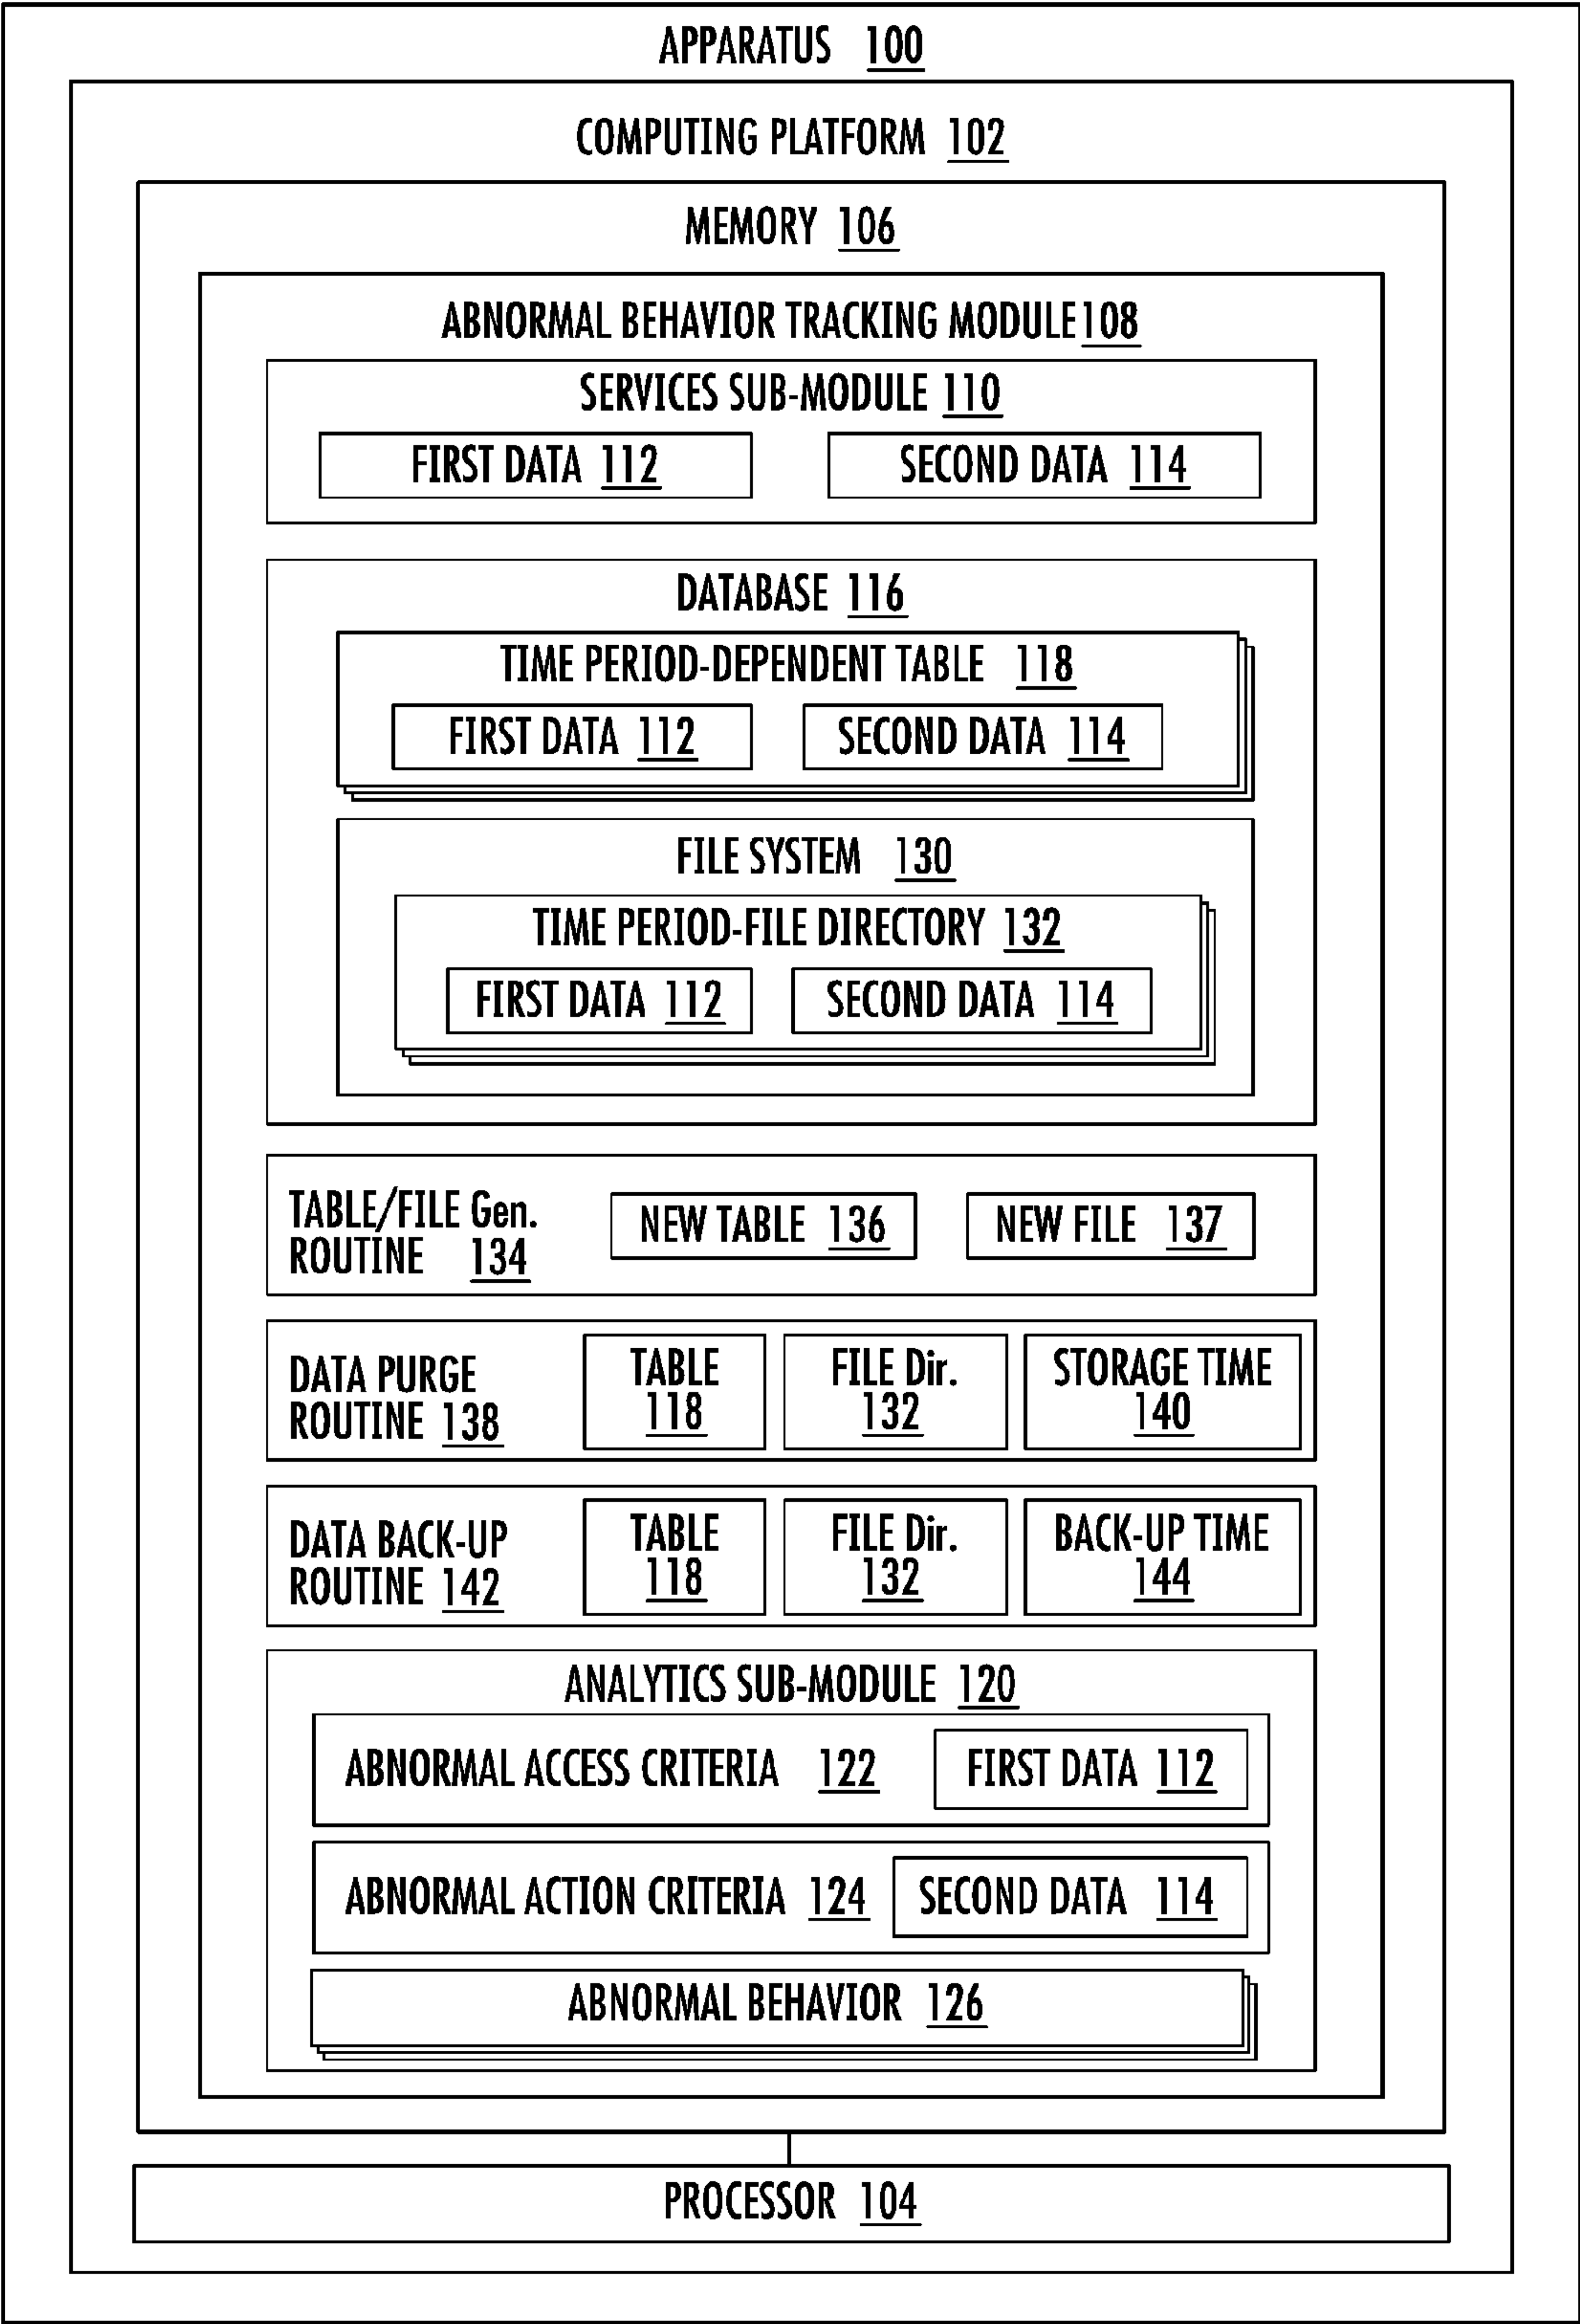 APPARATUS 100
COMPUTING PLATFORM 102
MEMORY 106
ABNORMAL BEHAVIOR TRACKING MODULE 108
SERVICES SUB-MODULE 110
FIRST DATA 112 SECOND DATA 114
DATABASE 116
TIME PERIOD-DEPENDENT TABLE 118
FIRST DATA 112 SECOND DATA 114
FILE SYSTEM 130
TIME PERIOD-FILE DIRECTORY 132
FIRST DATA 112 SECOND DATA 114
TABLE/FILE Gen.
ROUTINE 134
NEW TABLE 136
NEW FILE 137
DATA PURGE
ROUTINE 138
TABLE
118
FILE Dir.
132
STORAGE TIME
140
DATA BACK-UP
ROUTINE 142
TABLE
118
FILE Dir.
132
BACK-UP TIME
144
ANALYTICS SUB-MODULE 120
ABNORMAL ACCESS CRITERIA 122 FIRST DATA 112
ABNORMAL ACTION CRITERIA 124 SECOND DATA 114
ABNORMAL BEHAVIOR 126
PROCESSOR 104